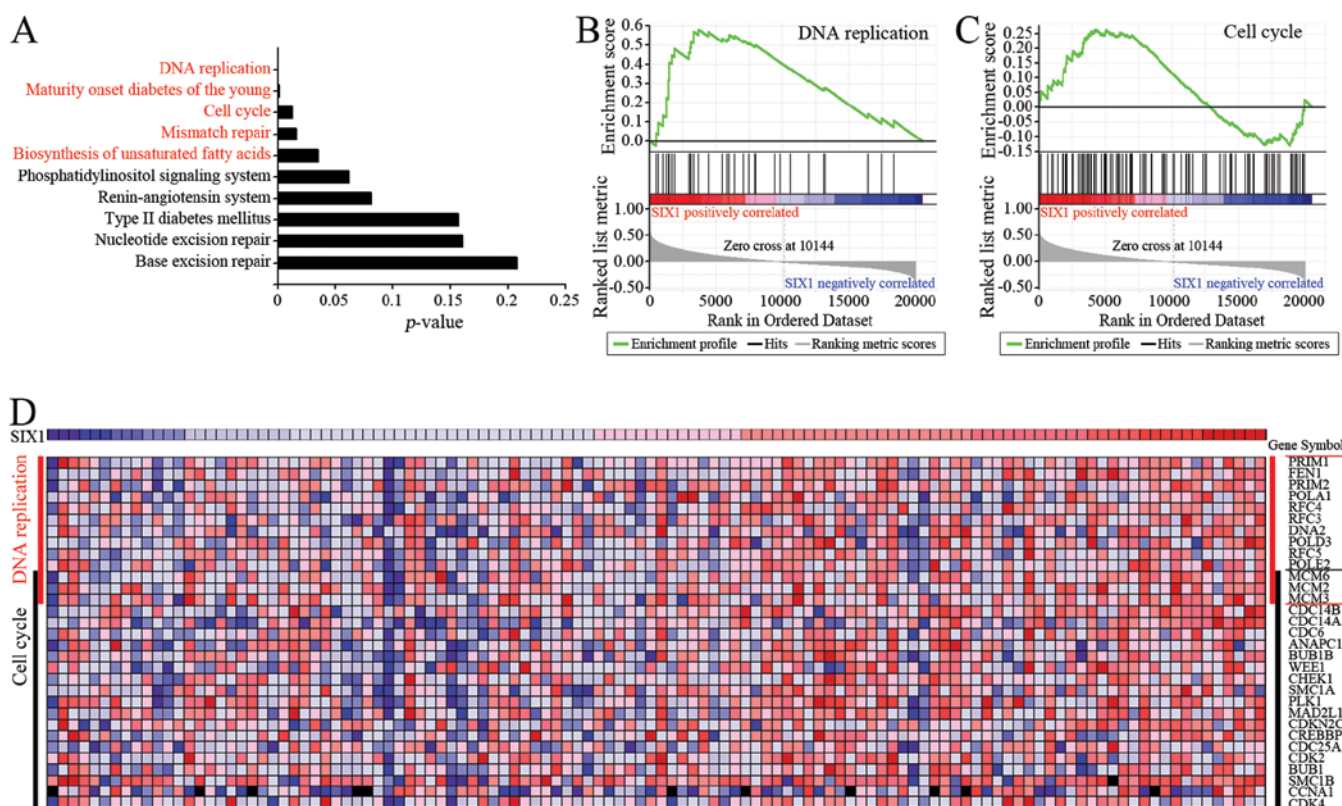 A
DNA replication
Maturity onset diabetes of the young
Cell cycle
Mismatch repair
Biosynthesis of unsaturated fatty acids
Phosphatidylinositol signaling system
Renin-angiotensin system
Type II diabetes mellitus
Nucleotide excision repair
Base excision repair
0 0.05 0.1 0.15 0.2 0.25
p-value
B
DNA replication
Enrichment score
0.6
0.5
0.4
0.3
0.2
0.1
0.0
SIX1 positively correlated
Ranked list metric
1.00
0.50
0.00
-0.50
Zero cross at 10144
SIX1 negatively correlated
0 5000 10000 15000 20000
Rank in Ordered Dataset
Enrichment profile Hits Ranking metric scores
C
Cell cycle
Enrichment score
0.25
0.20
0.15
0.10
0.05
0.00
-0.05
-0.10
-0.15
SIX1 positively correlated
Ranked list metric
1.00
0.50
0.00
-0.50
Zero cross at 10144
SIX1 negatively correlated
0 5000 10000 15000 20000
Rank in Ordered Dataset
Enrichment profile Hits Ranking metric scores
D
SIX1
Gene Symbol
DNA replication
Cell cycle
PRIM1
FEN1
PRIM2
POLA1
RFC4
RFC3
DNA2
POLD3
RFC5
POLE2
MCM6
MCM2
MCM3
CDC14B
CDC14A
CDC6
ANAPC1
BUB1B
WEE1
CHEK1
SMC1A
PLK1
MAD2L1
CDKN2C
CREBBP
CDC25A
CDK2
BUB1
SMC1B
CCNA1